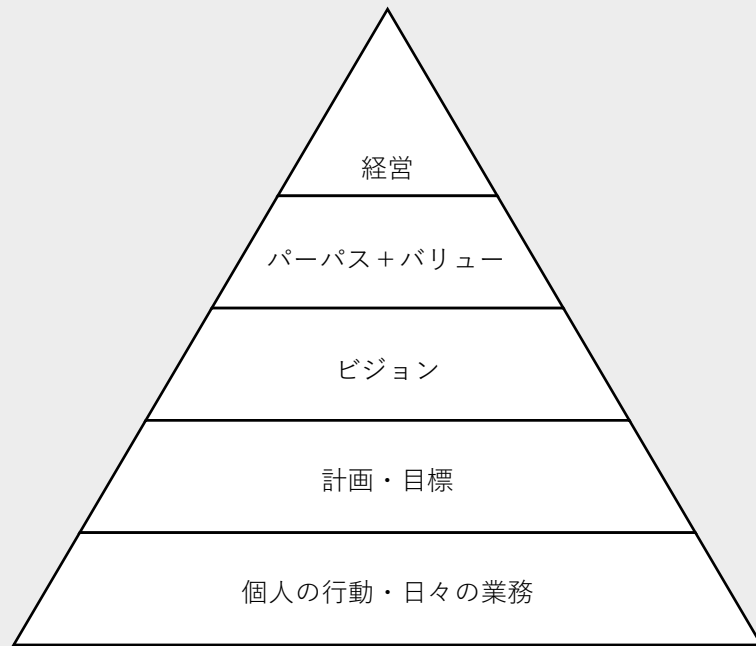 経営
パーパス＋バリュー
ビジョン
計画・目標
個人の行動・日々の業務